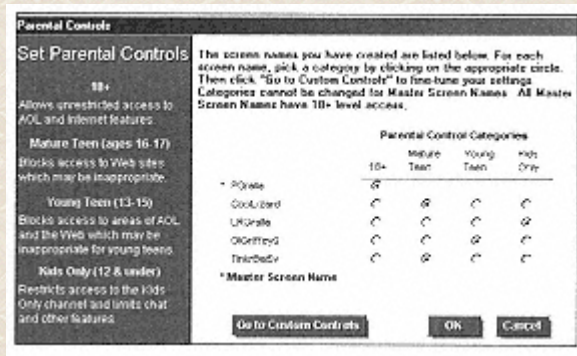 Parental Controls
Set Parental Controls
18+
Allows unrestricted access to
AOL and Internet features.
Mature Teen (ages 16-17)
Blocks access to Web sites
which may be inappropriate.
Young Teen (13-15)
Blocks access to areas of AOL
and the Web which may be
inappropriate for young teens.
Kids Only (12 & under)
Restricts access to the Kids
Only channel and limits chat
and other features.
The screen names you have created are listed below. For each
screen name, pick a category by clicking on the appropriate circle.
Then click "Go to Custom Controls" to fine-tune your settings
Categories cannot be changed for Master Screen Names. All Master
Screen Names have 18+ level access.
Parental Control Categories
18+ Mature Teen Young Teen Kids Only
*
CoolLizard
* Master Screen Name
Go to Custom Controls
OK
Cancel